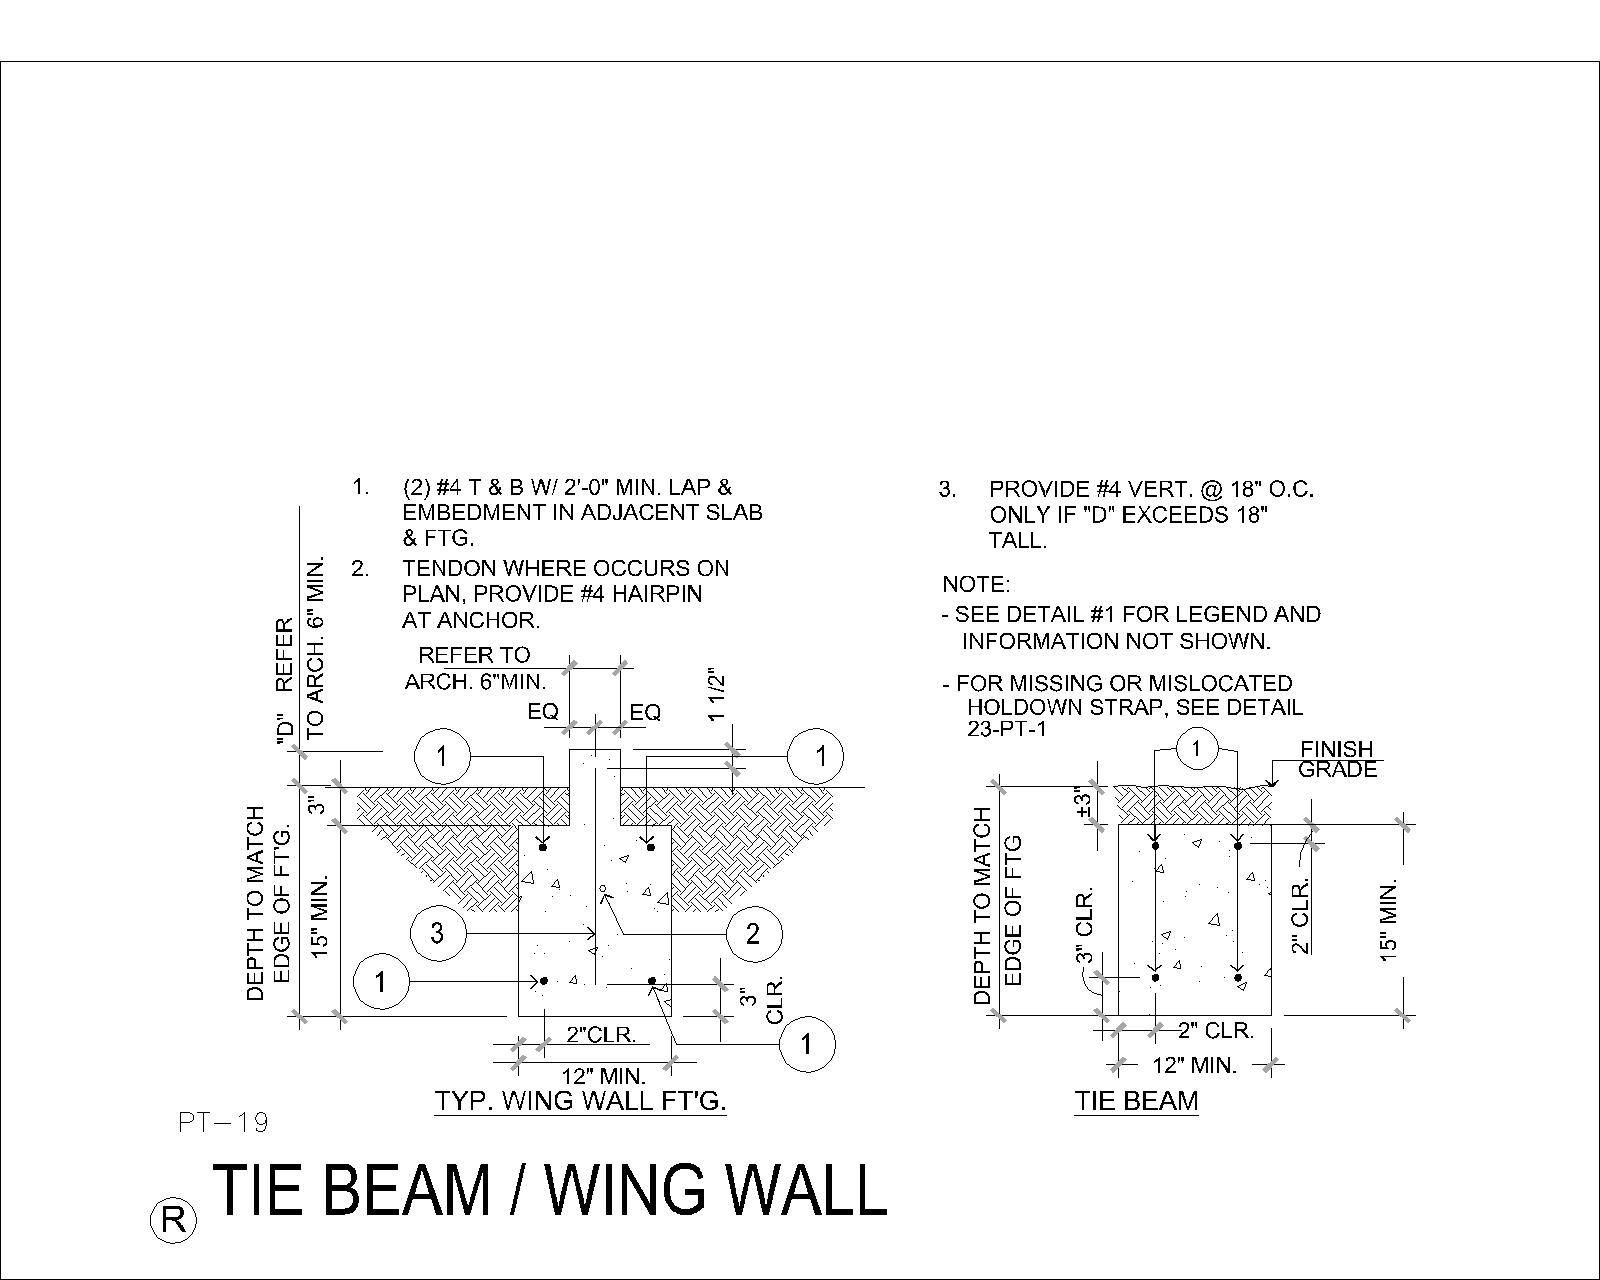 1. (2) #4 T & B W/ 2'-0" MIN. LAP &
EMBEDMENT IN ADJACENT SLAB
& FTG.
2. TENDON WHERE OCCURS ON
PLAN, PROVIDE #4 HAIRPIN
AT ANCHOR.
3. PROVIDE #4 VERT. @ 18" O.C.
ONLY IF "D" EXCEEDS 18"
TALL.
NOTE:
- SEE DETAIL #1 FOR LEGEND AND
INFORMATION NOT SHOWN.
- FOR MISSING OR MISLOCATED
HOLDOWN STRAP, SEE DETAIL
23-PT-1
"D" REFER
TO ARCH. 6" MIN.
REFER TO
ARCH. 6"MIN.
EQ
EQ
1 1/2"
1
1
3"
DEPTH TO MATCH
EDGE OF FT'G.
15" MIN.
3
2
1
3"
CLR.
1
2"CLR.
12" MIN.
TYP. WING WALL FT'G.
1
FINISH
GRADE
±3"
DEPTH TO MATCH
EDGE OF FTG
3" CLR.
2" CLR.
15" MIN.
2" CLR.
12" MIN.
TIE BEAM
PT-19
R
TIE BEAM / WING WALL